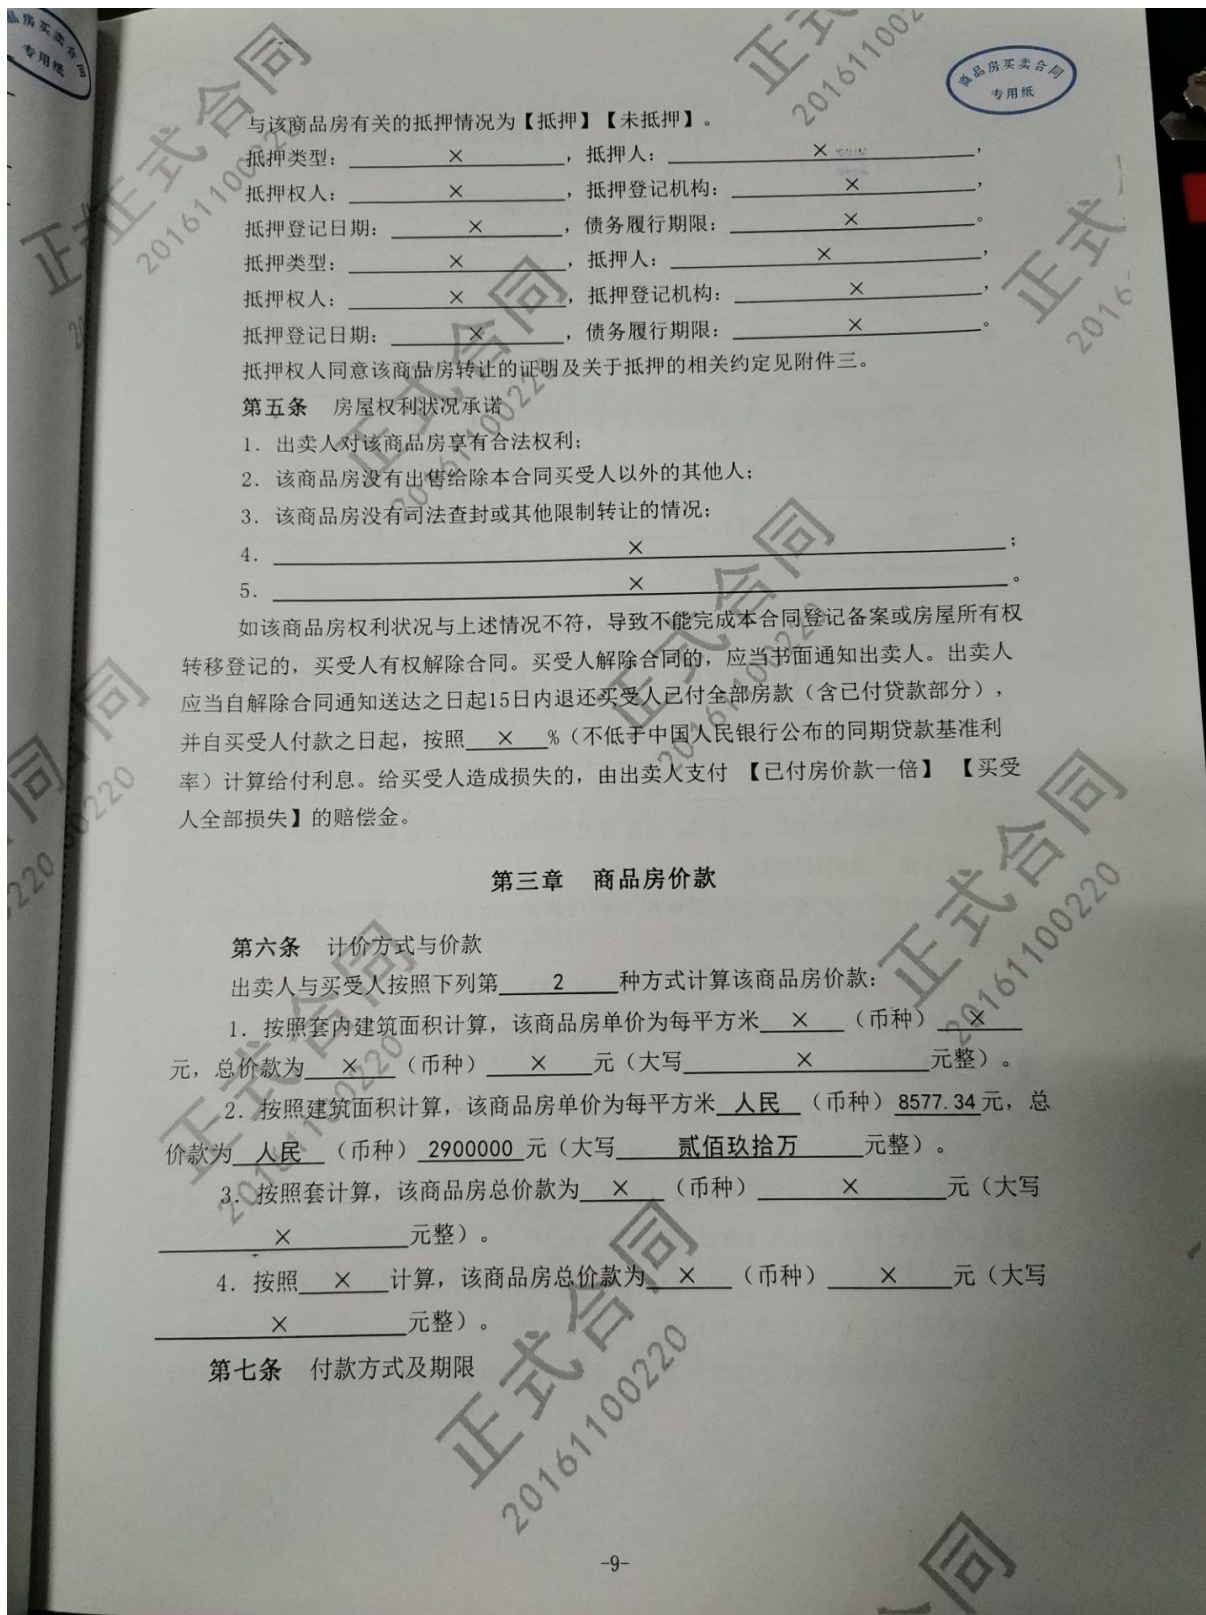 商品房买卖合同
专用纸
房买卖合同
专用纸
与该商品房有关的抵押情况为【抵押】【未抵押】。
抵押类型：×，抵押人：×，
抵押权人：×，抵押登记机构：×，
抵押登记日期：×，债务履行期限：×。
抵押类型：×，抵押人：×，
抵押权人：×，抵押登记机构：×，
抵押登记日期：×，债务履行期限：×。
抵押权人同意该商品房转让的证明及关于抵押的相关约定见附件三。
第五条 房屋权利状况承诺
1. 出卖人对该商品房享有合法权利；
2. 该商品房没有出售给除本合同买受人以外的其他人；
3. 该商品房没有司法查封或其他限制转让的情况；
4. ×；
5. ×。
如该商品房权利状况与上述情况不符，导致不能完成本合同登记备案或房屋所有权
转移登记的，买受人有权解除合同。买受人解除合同的，应当书面通知出卖人。出卖人
应当自解除合同通知送达之日起15日内退还买受人已付全部房款（含已付贷款部分），
并自买受人付款之日起，按照×%（不低于中国人民银行公布的同期贷款基准利
率）计算给付利息。给买受人造成损失的，由出卖人支付 【已付房价款一倍】 【买受
人全部损失】的赔偿金。
第三章 商品房价款
第六条 计价方式与价款
出卖人与买受人按照下列第2种方式计算该商品房价款：
1. 按照套内建筑面积计算，该商品房单价为每平方米×（币种）×
元，总价款为×（币种）×元（大写×元整）。
2. 按照建筑面积计算，该商品房单价为每平方米人民（币种）8577.34元，总
价款为人民（币种）2900000元（大写贰佰玖拾万元整）。
3. 按照套计算，该商品房总价款为×（币种）×元（大写
×元整）。
4. 按照×计算，该商品房总价款为×（币种）×元（大写
×元整）。
第七条 付款方式及期限
-9-
正式合同
20161100220